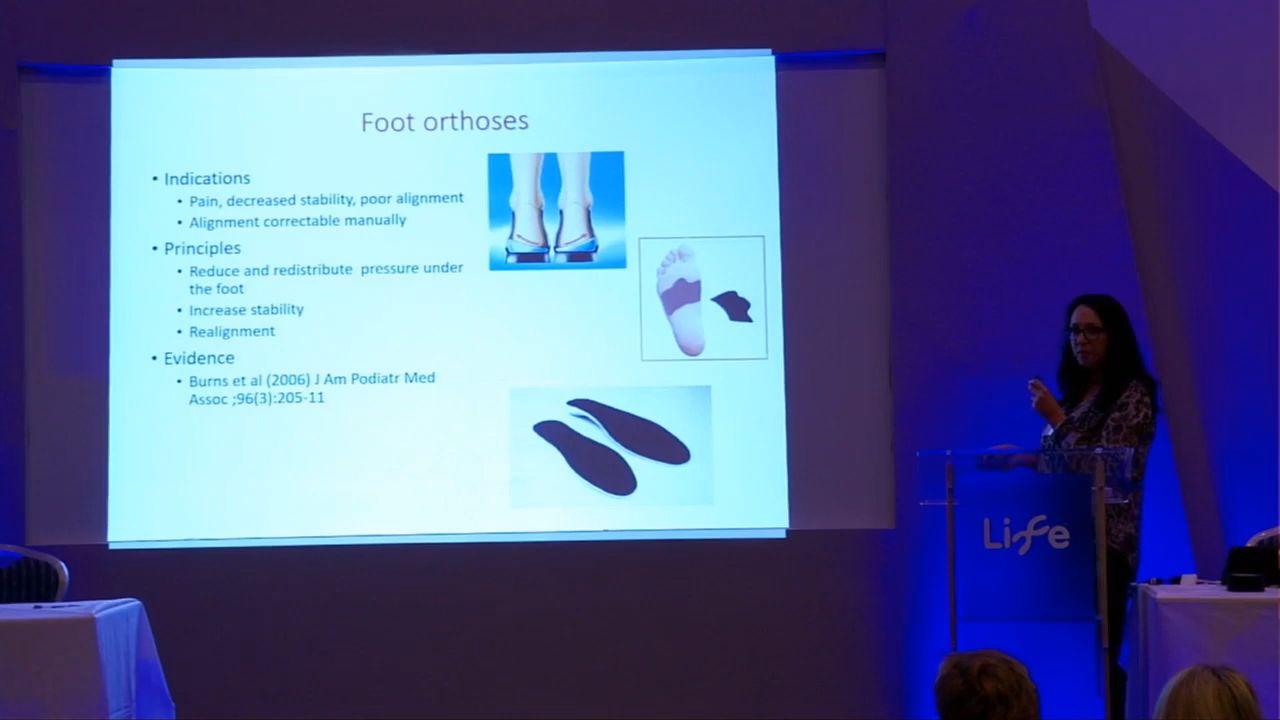 Foot orthoses
• Indications
• Pain, decreased stability, poor alignment
• Alignment correctable manually
• Principles
• Reduce and redistribute pressure under
the foot
• Increase stability
• Realignment
• Evidence
• Burns et al (2006) J Am Podiatr Med
Assoc ;96(3):205-11
Life